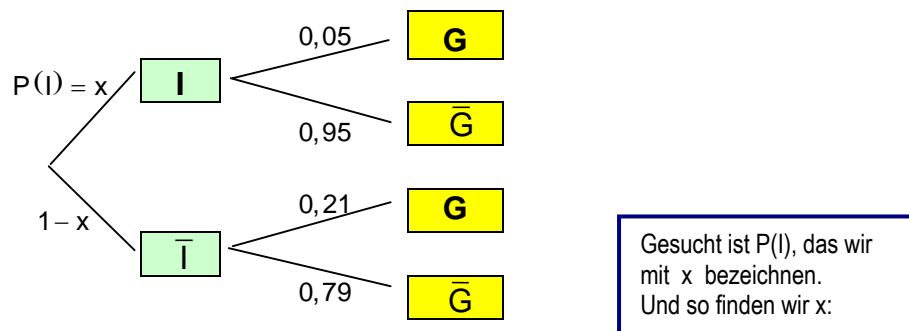 0,05
G
P(I) = x
I
0,95
G̅
0,21
G
1 – x
I̅
0,79
G̅
Gesucht ist P(I), das wir
mit x bezeichnen.
Und so finden wir x: